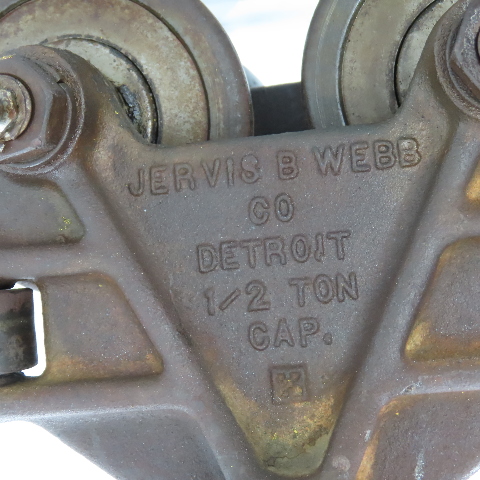 JERVIS B WEBB
CO
DETROIT
1/2 TON
CAP.